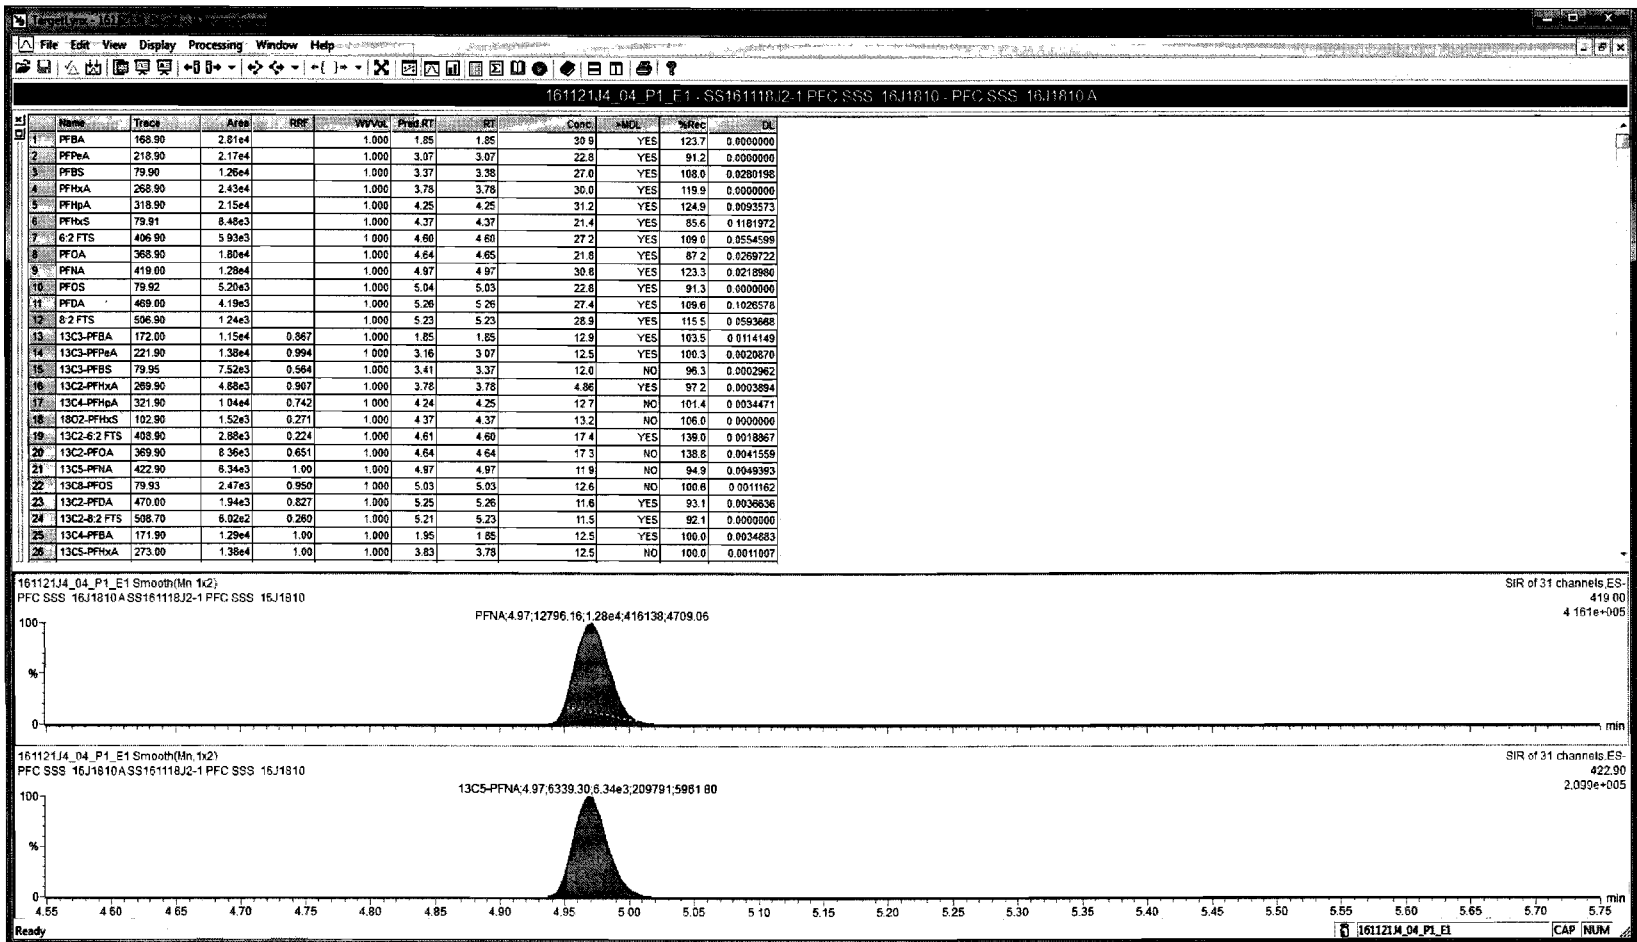 TargetLynx - 161121
File Edit View Display Processing Window Help
161121J4_04_P1_E1 - SS161118J2-1 PFC SSS 16J1810 - PFC SSS 16J1810 A
Name Trace Area RRF Wt/Vol Pred.RT RT Conc. >MDL %Rec DL
1 PFBA 168.90 2.81e4 1.000 1.85 1.85 30.9 YES 123.7 0.0000000
2 PFPeA 218.90 2.17e4 1.000 3.07 3.07 22.8 YES 91.2 0.0000000
3 PFBS 79.90 1.26e4 1.000 3.37 3.38 27.0 YES 108.0 0.0280198
4 PFHxA 268.90 2.43e4 1.000 3.78 3.78 30.0 YES 119.9 0.0000000
5 PFHpA 318.90 2.15e4 1.000 4.25 4.25 31.2 YES 124.9 0.0093573
6 PFHxS 79.91 8.48e3 1.000 4.37 4.37 21.4 YES 85.6 0.1181972
7 6:2 FTS 406.90 5.93e3 1.000 4.60 4.60 27.2 YES 109.0 0.0554599
8 PFOA 368.90 1.80e4 1.000 4.64 4.65 21.8 YES 87.2 0.0269722
9 PFNA 419.00 1.28e4 1.000 4.97 4.97 30.8 YES 123.3 0.0218980
10 PFOS 79.92 5.20e3 1.000 5.04 5.03 22.8 YES 91.3 0.0000000
11 PFDA 469.00 4.19e3 1.000 5.26 5.26 27.4 YES 109.6 0.1026578
12 8:2 FTS 506.90 1.24e3 1.000 5.23 5.23 28.9 YES 115.5 0.0593668
13 13C3-PFBA 172.00 1.15e4 0.867 1.000 1.85 1.85 12.9 YES 103.5 0.0114149
14 13C3-PFPeA 221.90 1.38e4 0.994 1.000 3.16 3.07 12.5 YES 100.3 0.0020870
15 13C3-PFBS 79.95 7.52e3 0.564 1.000 3.41 3.37 12.0 NO 96.3 0.0002962
16 13C2-PFHxA 269.90 4.88e3 0.907 1.000 3.78 3.78 4.86 YES 97.2 0.0003894
17 13C4-PFHpA 321.90 1.04e4 0.742 1.000 4.24 4.25 12.7 NO 101.4 0.0034471
18 18O2-PFHxS 102.90 1.52e3 0.271 1.000 4.37 4.37 13.2 NO 106.0 0.0000000
19 13C2-6:2 FTS 408.90 2.88e3 0.224 1.000 4.61 4.60 17.4 YES 139.0 0.0018867
20 13C2-PFOA 369.90 8.36e3 0.651 1.000 4.64 4.64 17.3 NO 138.8 0.0041559
21 13C5-PFNA 422.90 6.34e3 1.00 1.000 4.97 4.97 11.9 NO 94.9 0.0049393
22 13C8-PFOS 79.93 2.47e3 0.950 1.000 5.03 5.03 12.6 NO 100.6 0.0011162
23 13C2-PFDA 470.00 1.94e3 0.827 1.000 5.25 5.26 11.6 YES 93.1 0.0036636
24 13C2-8:2 FTS 508.70 6.02e2 0.260 1.000 5.21 5.23 11.5 YES 92.1 0.0000000
25 13C4-PFBA 171.90 1.29e4 1.00 1.000 1.95 1.85 12.5 YES 100.0 0.0034683
26 13C5-PFHxA 273.00 1.38e4 1.00 1.000 3.83 3.78 12.5 NO 100.0 0.0011007
161121J4_04_P1_E1 Smooth(Mn,1x2) SIR of 31 channels,ES-
PFC SSS 16J1810 A SS161118J2-1 PFC SSS 16J1810 419.00
4.161e+005
PFNA;4.97;12796.16;1.28e4;416138;4709.06
100
%
0
min
161121J4_04_P1_E1 Smooth(Mn,1x2) SIR of 31 channels,ES-
PFC SSS 16J1810 A SS161118J2-1 PFC SSS 16J1810 422.90
2.099e+005
13C5-PFNA;4.97;6339.30;6.34e3;209791;5961.80
100
%
0
min
4.55 4.60 4.65 4.70 4.75 4.80 4.85 4.90 4.95 5.00 5.05 5.10 5.15 5.20 5.25 5.30 5.35 5.40 5.45 5.50 5.55 5.60 5.65 5.70 5.75
Ready 161121J4_04_P1_E1 CAP NUM